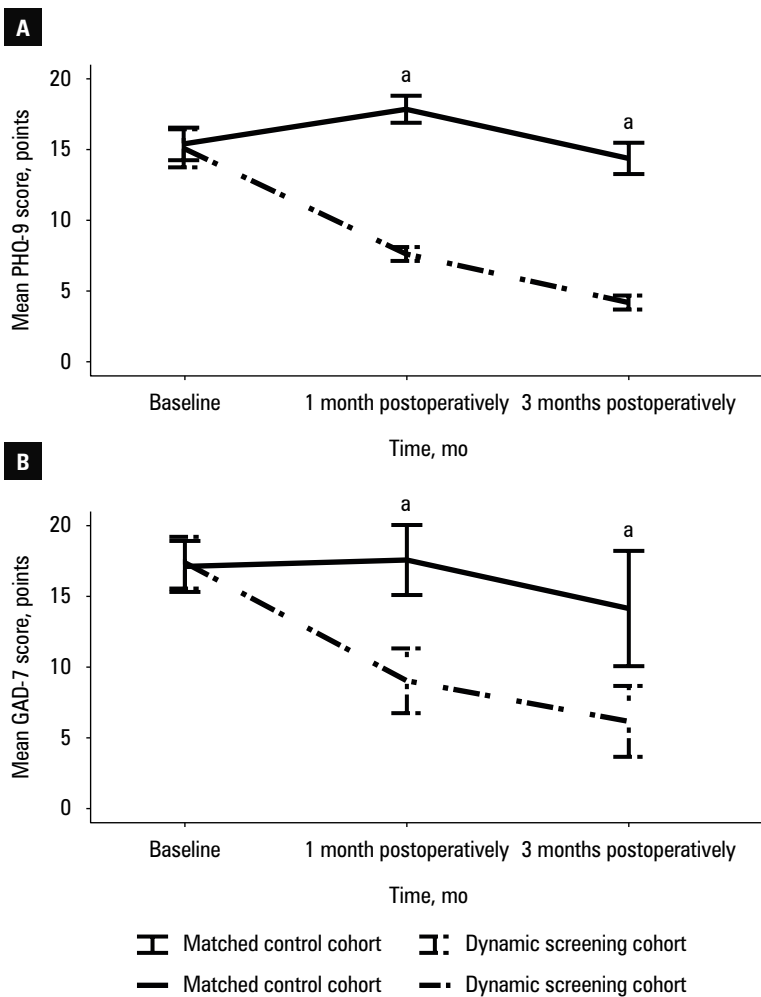 A
Mean PHQ-9 score, points
20
15
10
5
0
a
a
Baseline
1 month postoperatively
3 months postoperatively
Time, mo
B
Mean GAD-7 score, points
20
15
10
5
0
a
a
Baseline
1 month postoperatively
3 months postoperatively
Time, mo
Matched control cohort
Dynamic screening cohort
Matched control cohort
Dynamic screening cohort